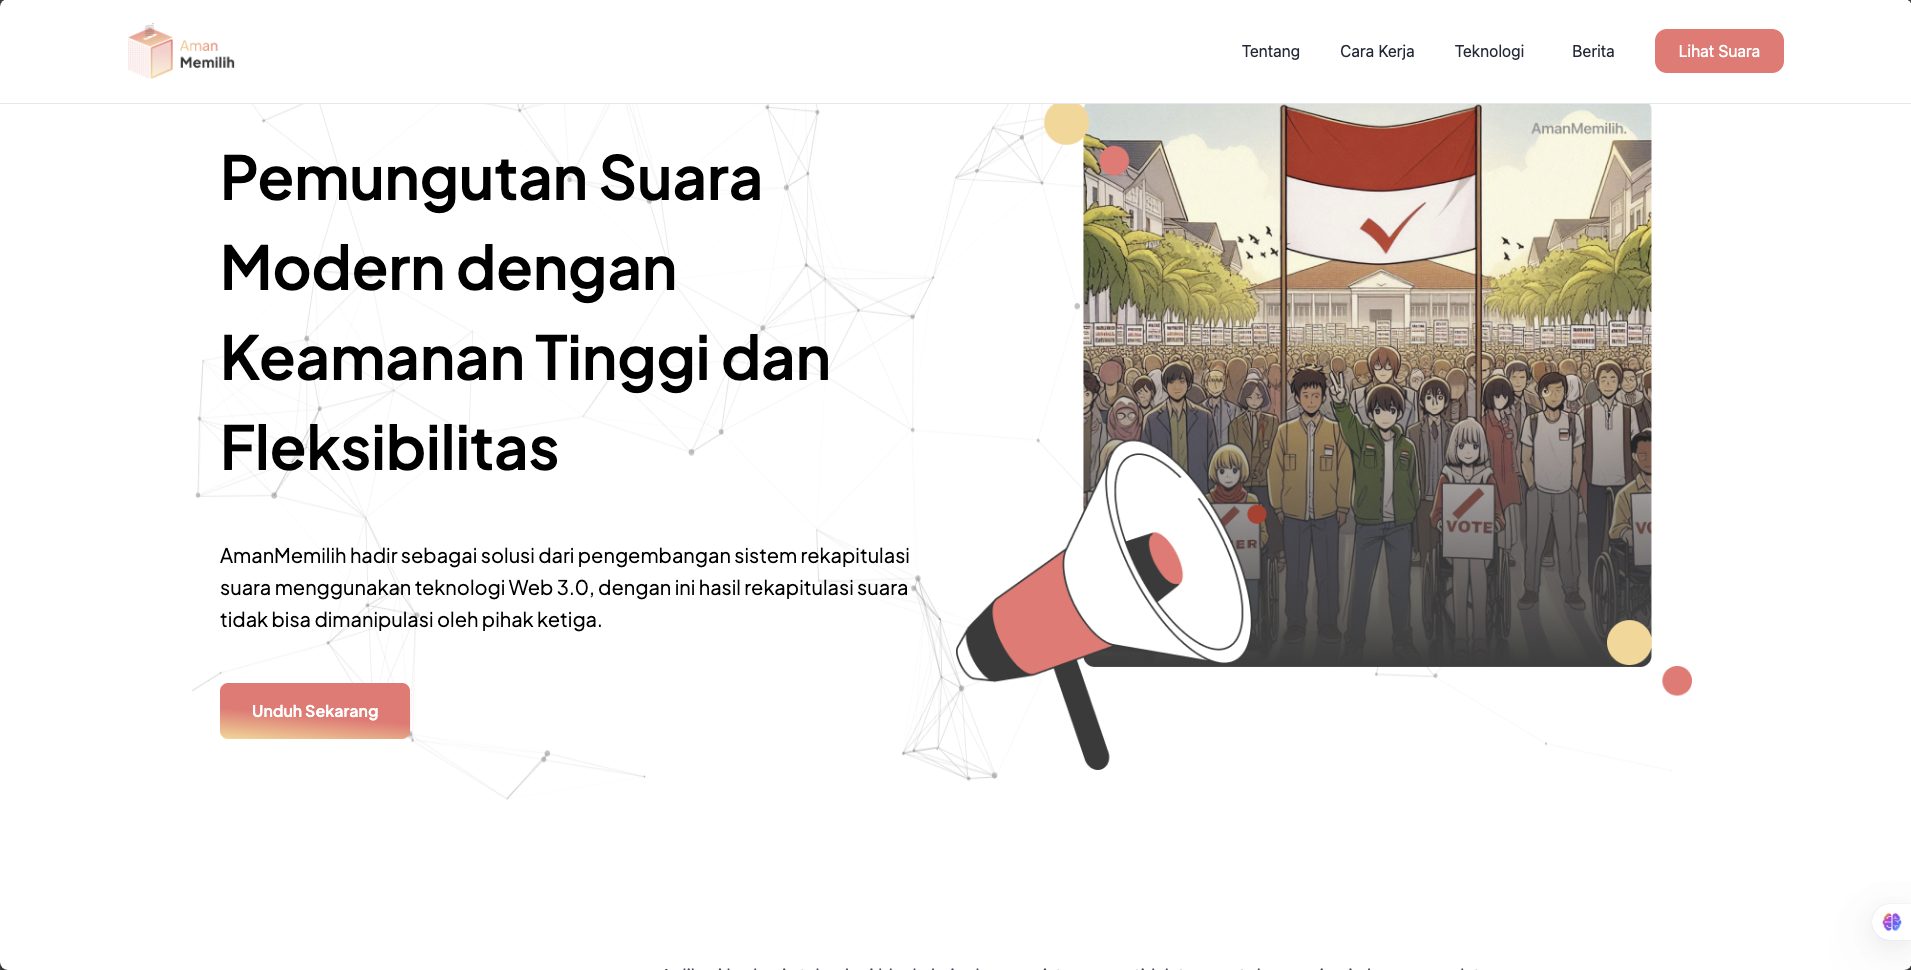 Aman
Memilih
Tentang
Cara Kerja
Teknologi
Berita
Lihat Suara
AmanMemilih.
Pemungutan Suara
Modern dengan
Keamanan Tinggi dan
Fleksibilitas
AmanMemilih hadir sebagai solusi dari pengembangan sistem rekapitulasi
suara menggunakan teknologi Web 3.0, dengan ini hasil rekapitulasi suara
tidak bisa dimanipulasi oleh pihak ketiga.
Unduh Sekarang
VOTE